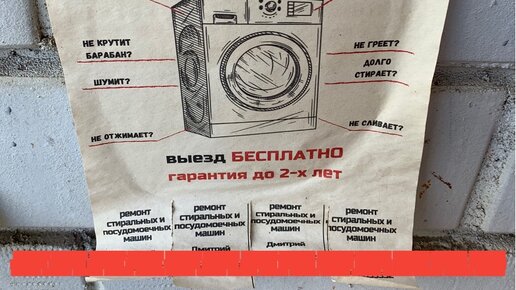 НЕ КРУТИТ
БАРАБАН?
НЕ ГРЕЕТ?
ШУМИТ?
ДОЛГО
СТИРАЕТ?
НЕ ОТЖИМАЕТ?
НЕ СЛИВАЕТ?
выезд БЕСПЛАТНО
гарантия до 2-х лет
ремонт
стиральных и
посудомоечных
машин
Дмитрий
ремонт
стиральных и
посудомоечных
машин
Дмитрий
ремонт
стиральных и
посудомоечных
машин
Дмитрий
ремонт
стиральных и
посудомоечных
машин